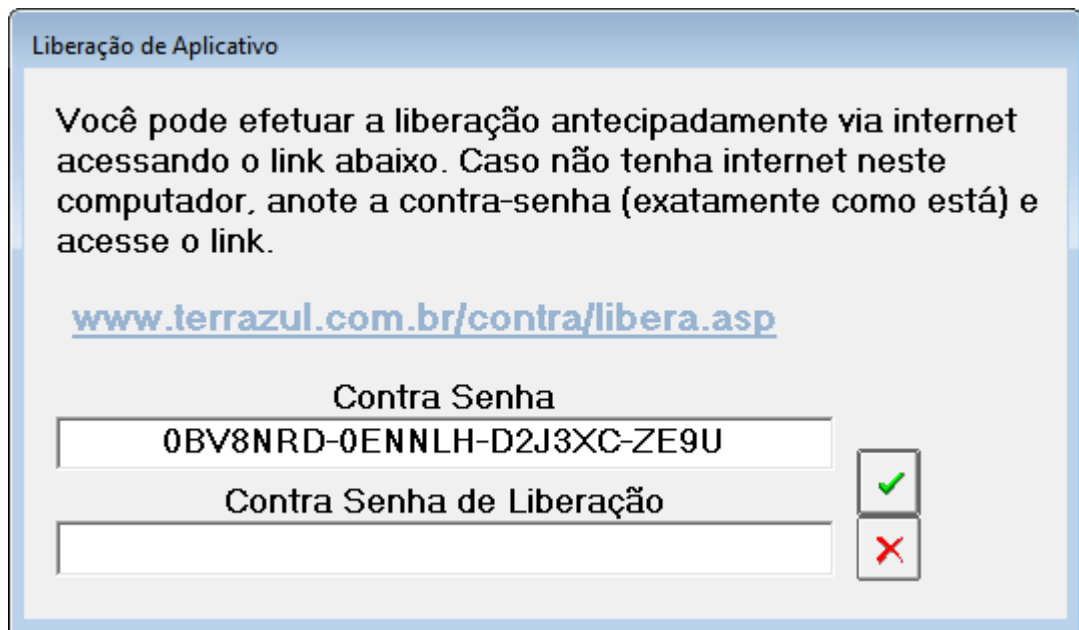 Liberação de Aplicativo
Você pode efetuar a liberação antecipadamente via internet
acessando o link abaixo. Caso não tenha internet neste
computador, anote a contra-senha (exatamente como está) e
acesse o link.
www.terrazul.com.br/contra/libera.asp
Contra Senha
0BV8NRD-0ENNLH-D2J3XC-ZE9U
Contra Senha de Liberação